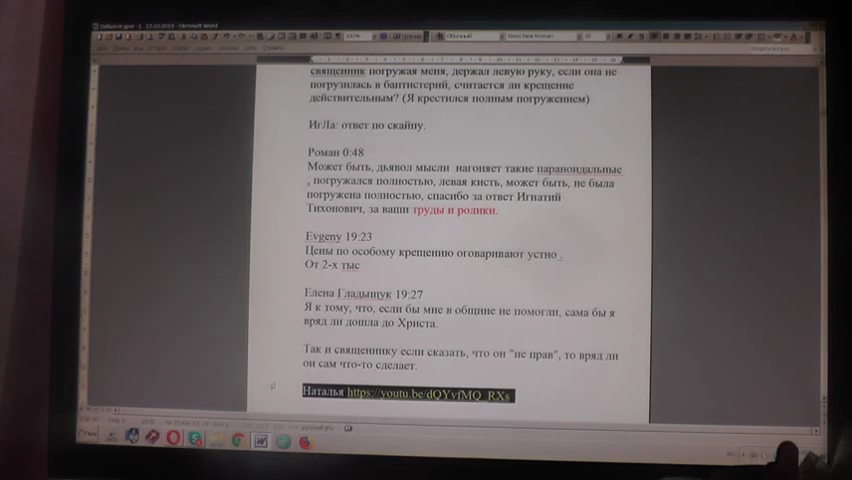 священник погружая меня, держал левую руку, если она не
погрузилась в баптистерий, считается ли крещение
действительным? (Я крестился полным погружением)
ИгЛа: ответ по скайпу.
Роман 0:48
Может быть, дьявол мысли нагоняет такие параноидальные
, погружался полностью, левая кисть, может быть, не была
погружена полностью, спасибо за ответ Игнатий
Тихонович, за ваши труды и ролики.
Evgeny 19:23
Цены по особому крещению оговаривают устно .
От 2-х тыс
Елена Гладыщук 19:27
Я к тому, что, если бы мне в общине не помогли, сама бы я
вряд ли дошла до Христа.
Так и священнику если сказать, что он "не прав", то вряд ли
он сам что-то сделает.
Наталья https://youtu.be/dQYvfMQ_RXs